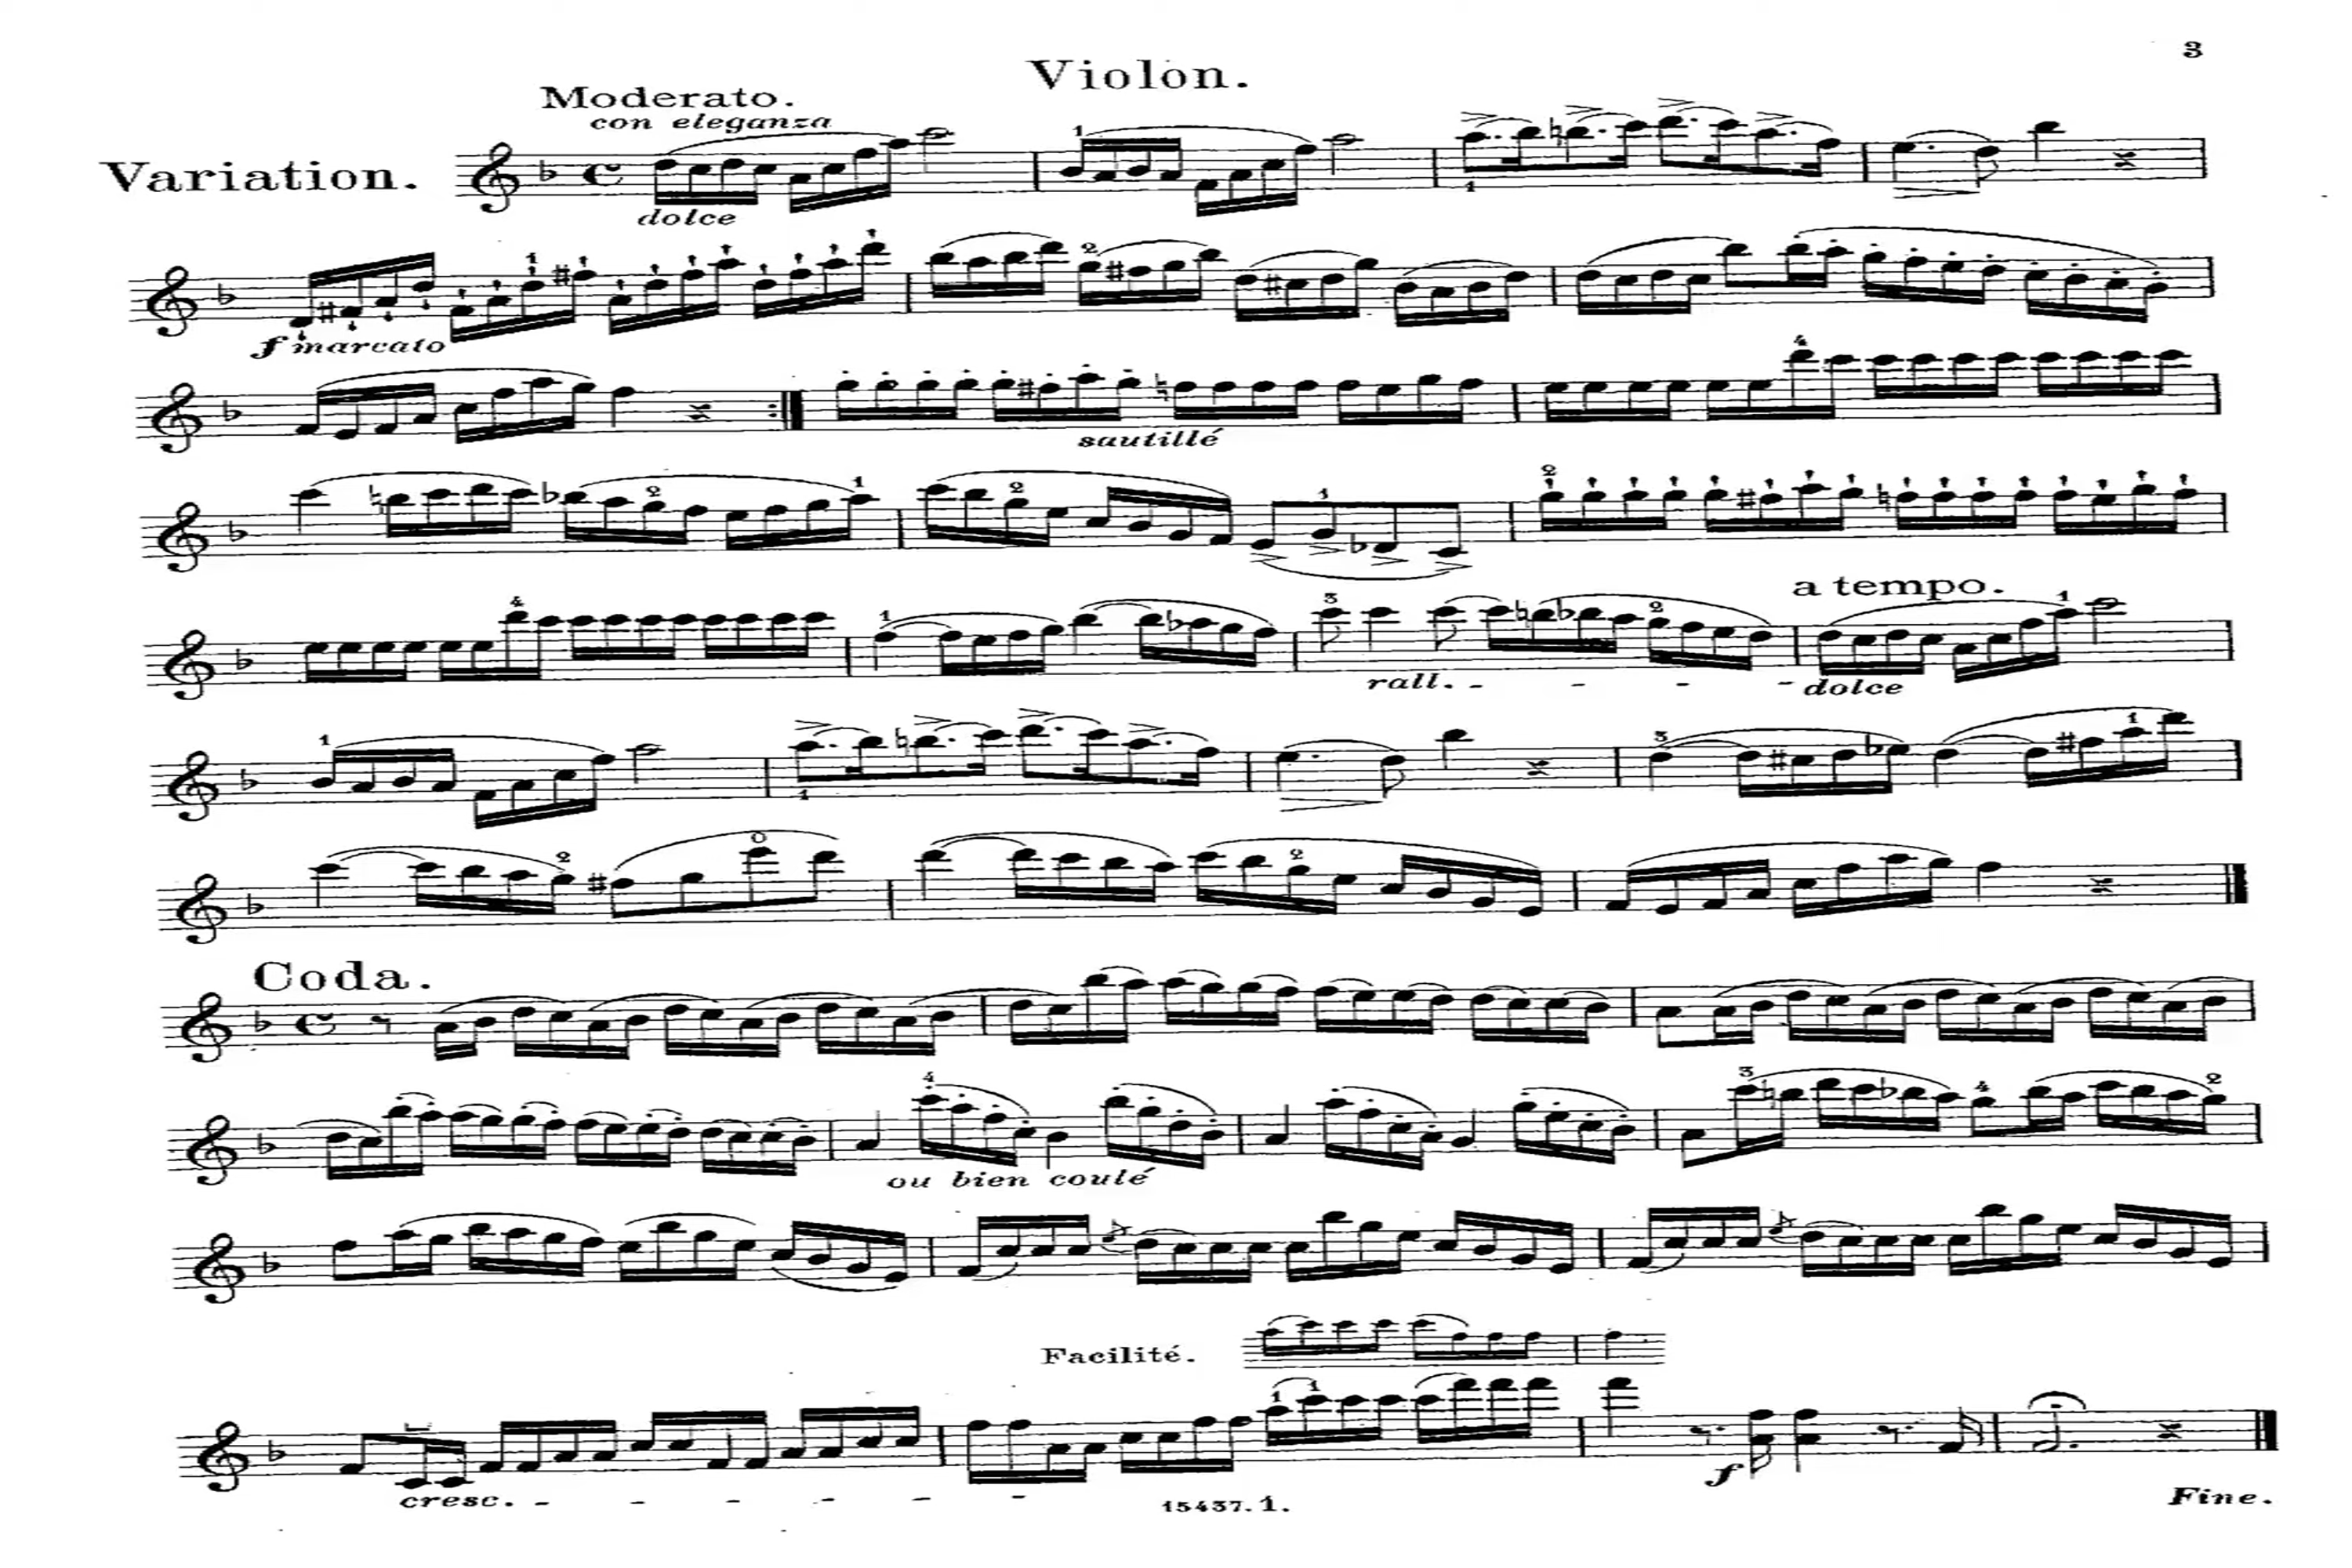 3
Violon.
Moderato.
con eleganza
Variation.
dolce
f marcato
sautillé
a tempo.
rall.
dolce
Coda.
ou bien coulé
Facilité.
cresc.
f
15437. 1.
Fine.